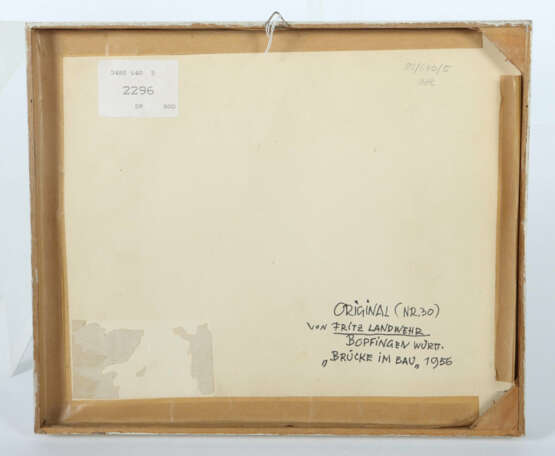 2296
ORIGINAL (NR.30)
VON FRITZ LANDWEHR
BOPFINGEN WÜRTT.
„BRÜCKE IM BAU„ 1956